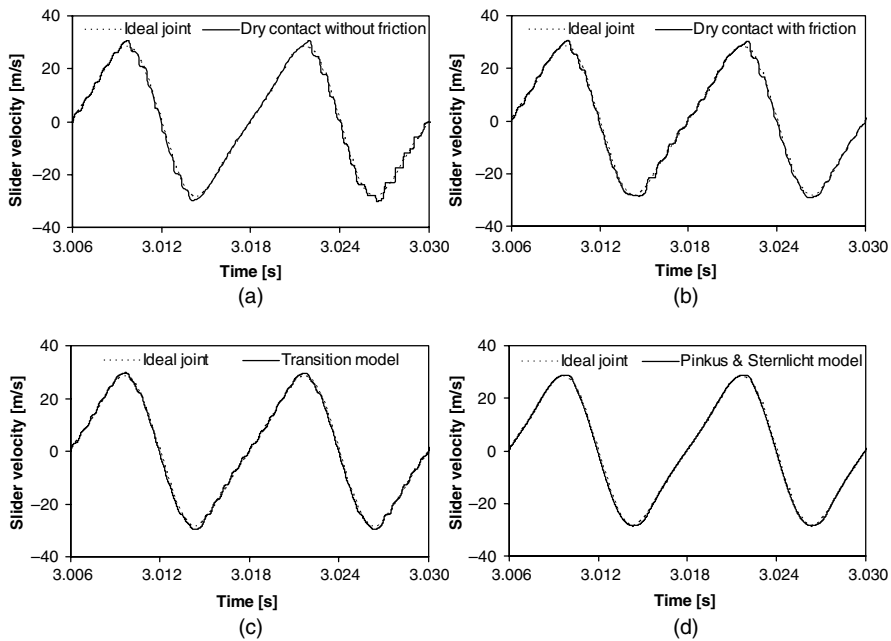 Ideal joint Dry contact without friction
Slider velocity [m/s]
40
20
0
−20
−40
3.006 3.012 3.018 3.024 3.030
Time [s]
(a)
Ideal joint Dry contact with friction
Slider velocity [m/s]
40
20
0
−20
−40
3.006 3.012 3.018 3.024 3.030
Time [s]
(b)
Ideal joint Transition model
Slider velocity [m/s]
40
20
0
−20
−40
3.006 3.012 3.018 3.024 3.030
Time [s]
(c)
Ideal joint Pinkus & Sternlicht model
Slider velocity [m/s]
40
20
0
−20
−40
3.006 3.012 3.018 3.024 3.030
Time [s]
(d)